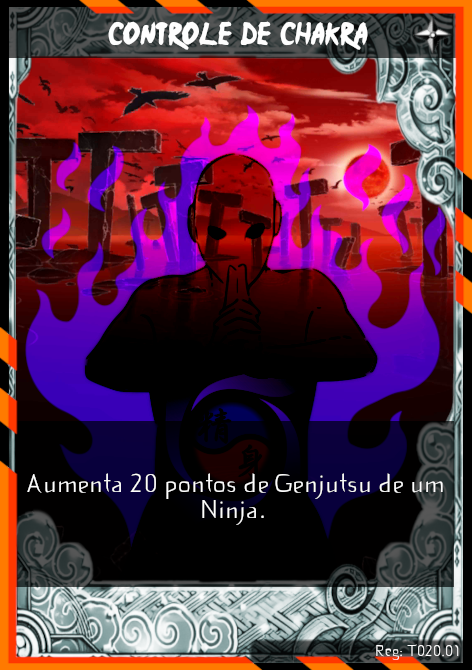 CONTROLE DE CHAKRA
Aumenta 20 pontos de Genjutsu de um
Ninja.
Reg: T020.01